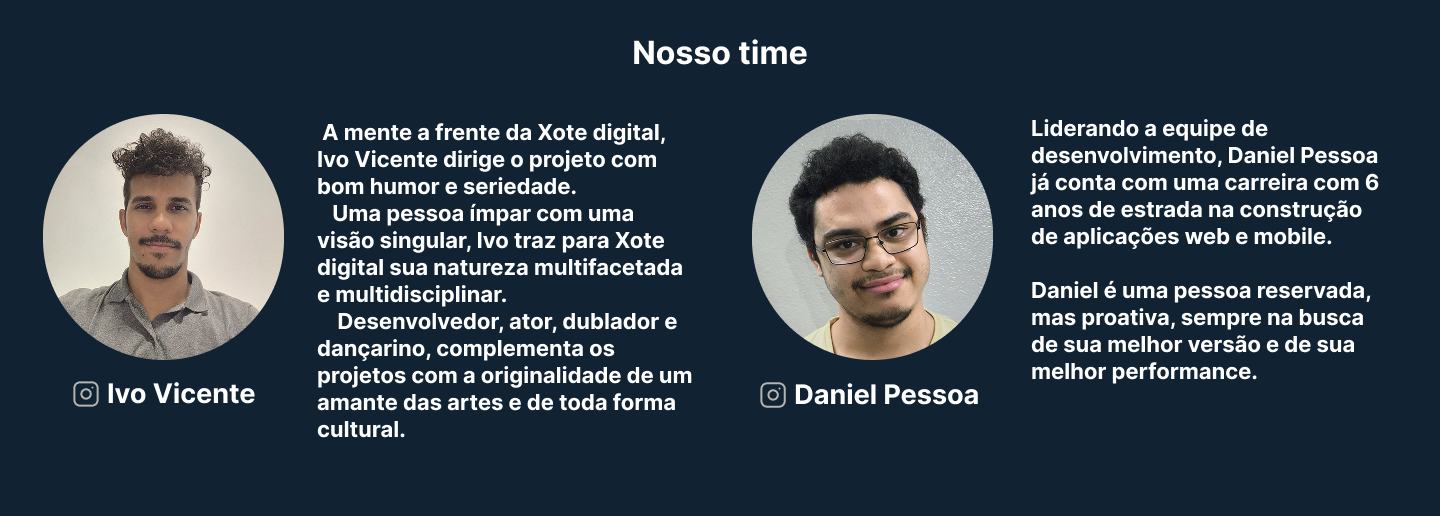 Nosso time
A mente a frente da Xote digital,
Ivo Vicente dirige o projeto com
bom humor e seriedade.
Uma pessoa ímpar com uma
visão singular, Ivo traz para Xote
digital sua natureza multifacetada
e multidisciplinar.
Desenvolvedor, ator, dublador e
dançarino, complementa os
projetos com a originalidade de um
amante das artes e de toda forma
cultural.
Ivo Vicente
Liderando a equipe de
desenvolvimento, Daniel Pessoa
já conta com uma carreira com 6
anos de estrada na construção
de aplicações web e mobile.
Daniel é uma pessoa reservada,
mas proativa, sempre na busca
de sua melhor versão e de sua
melhor performance.
Daniel Pessoa